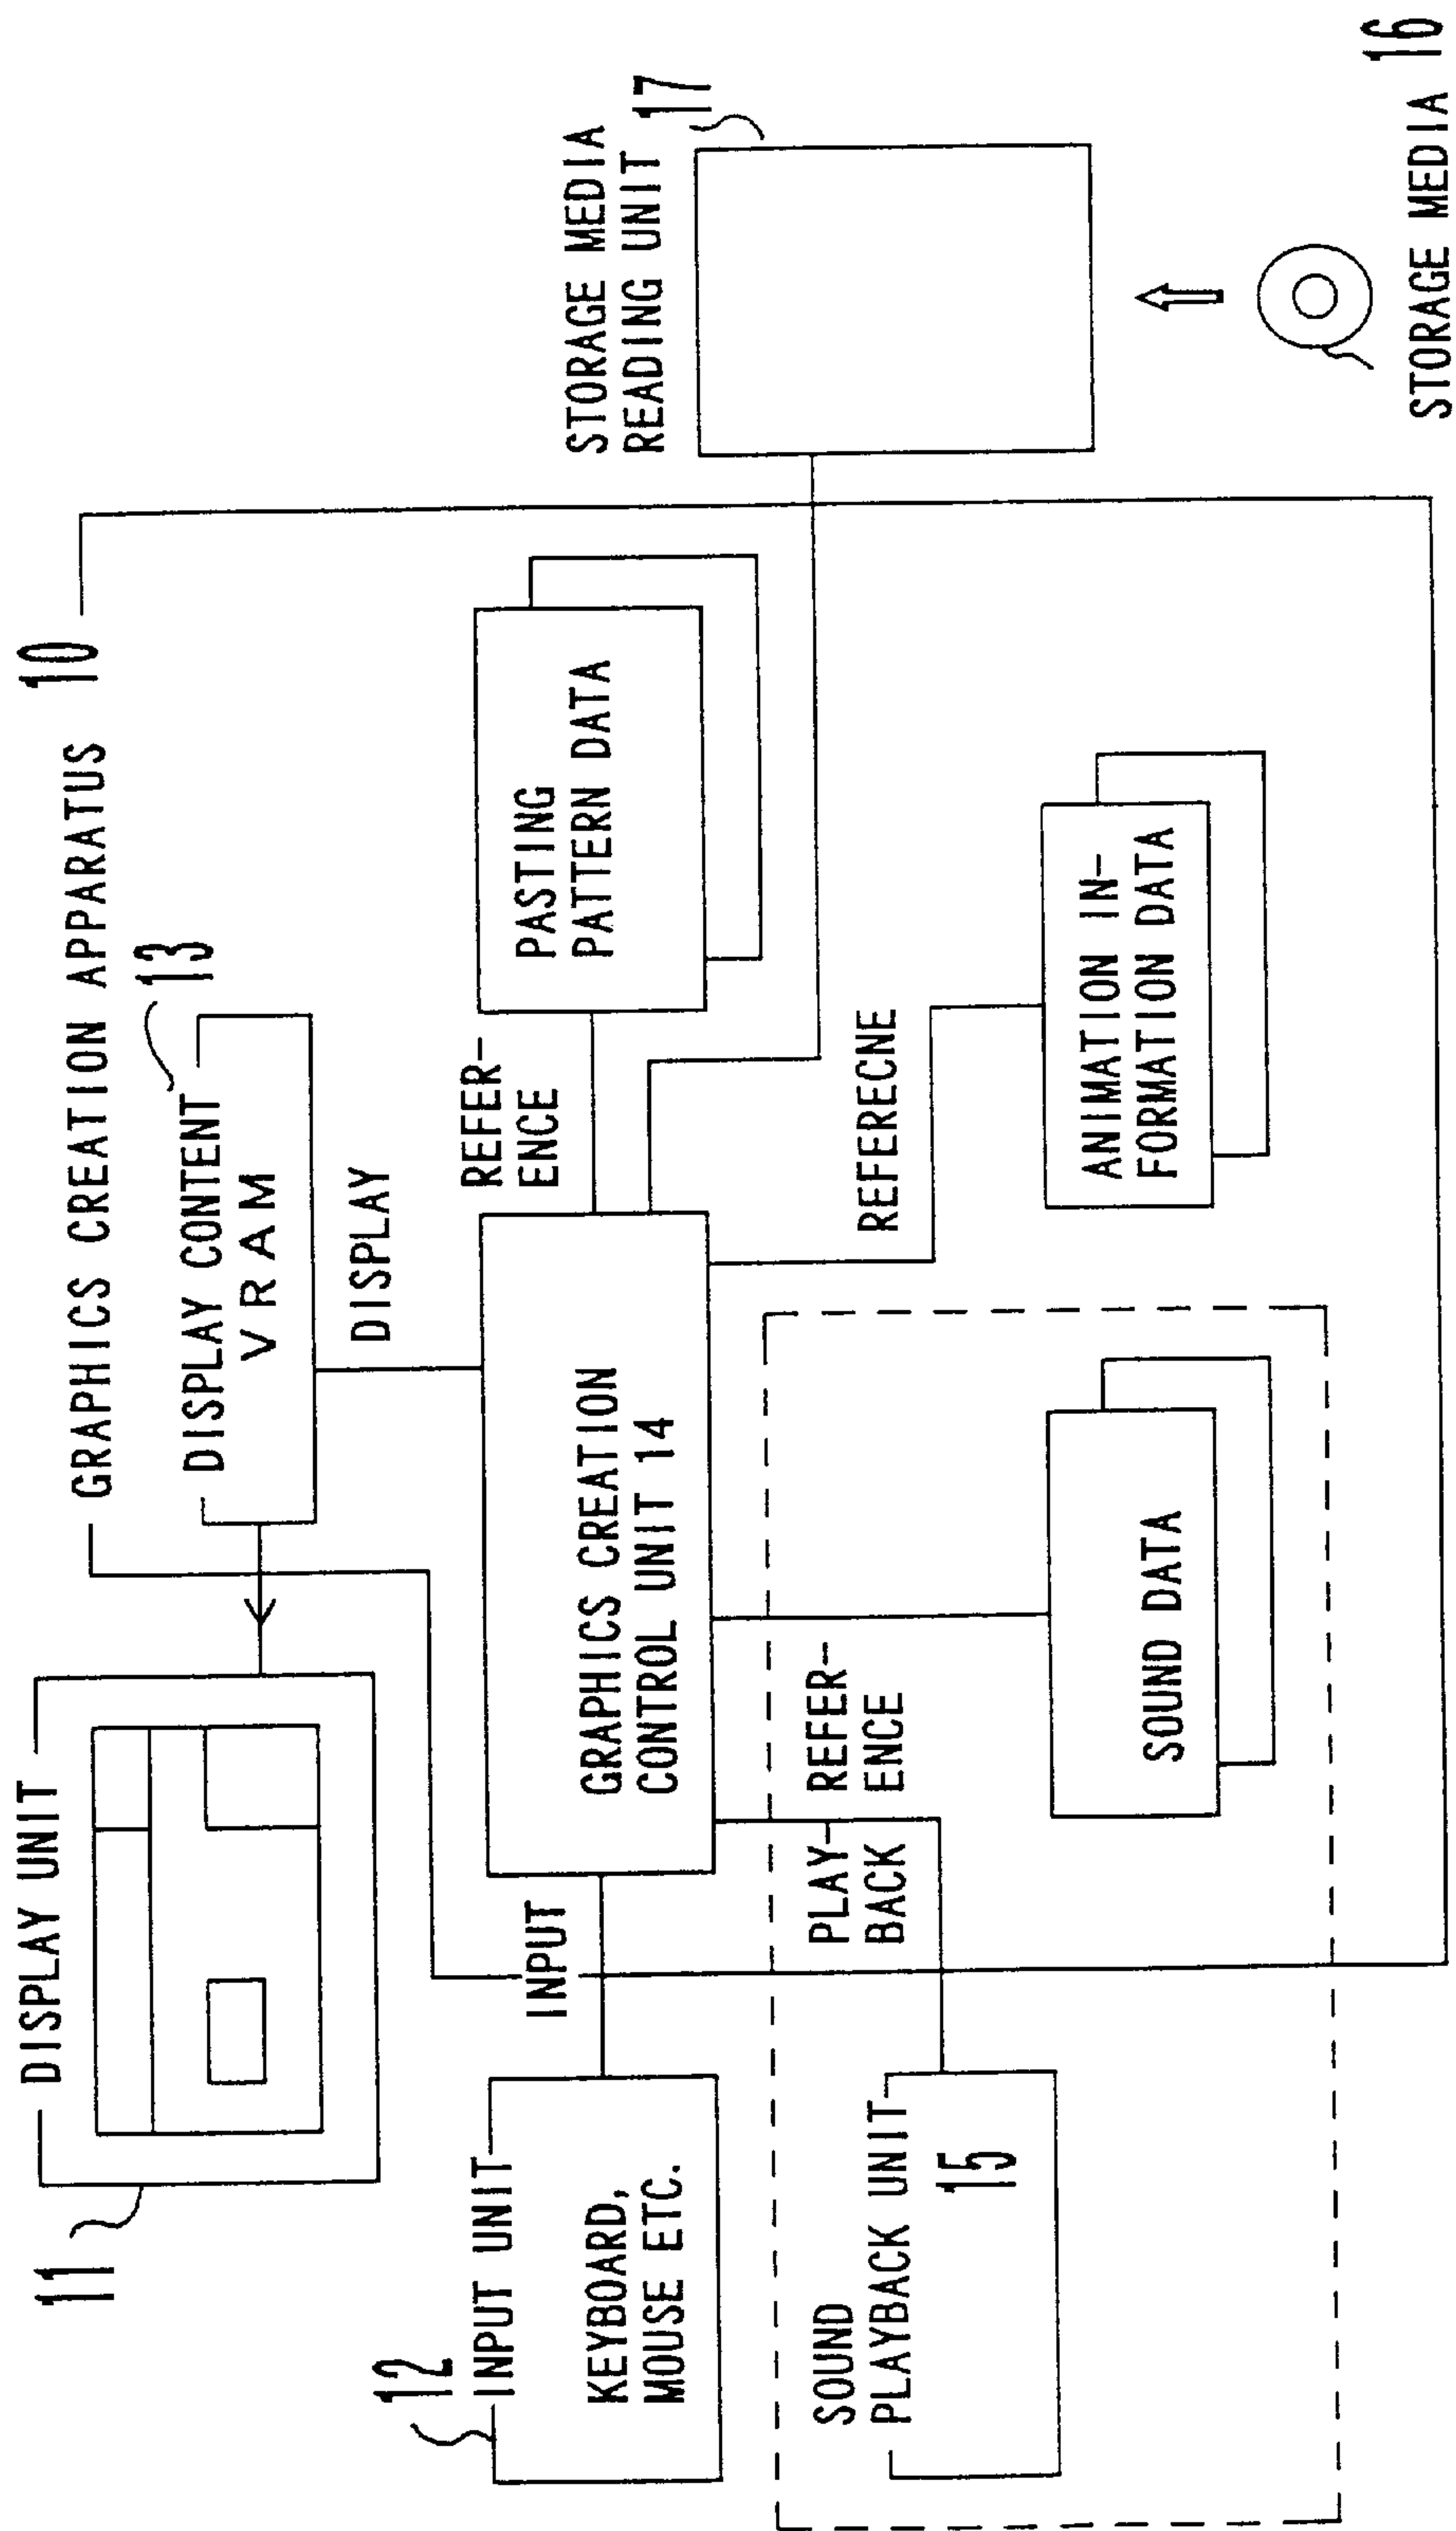 GRAPHICS CREATION APPARATUS 10
DISPLAY UNIT
11
DISPLAY CONTENT
VRAM
13
DISPLAY
12
INPUT UNIT
KEYBOARD,
MOUSE ETC.
INPUT
GRAPHICS CREATION
CONTROL UNIT 14
REFER-
ENCE
PASTING
PATTERN DATA
STORAGE MEDIA
READING UNIT
17
SOUND
PLAYBACK UNIT
15
PLAY-
BACK
REFER-
ENCE
SOUND DATA
REFERECNE
ANIMATION IN-
FORMATION DATA
STORAGE MEDIA 16